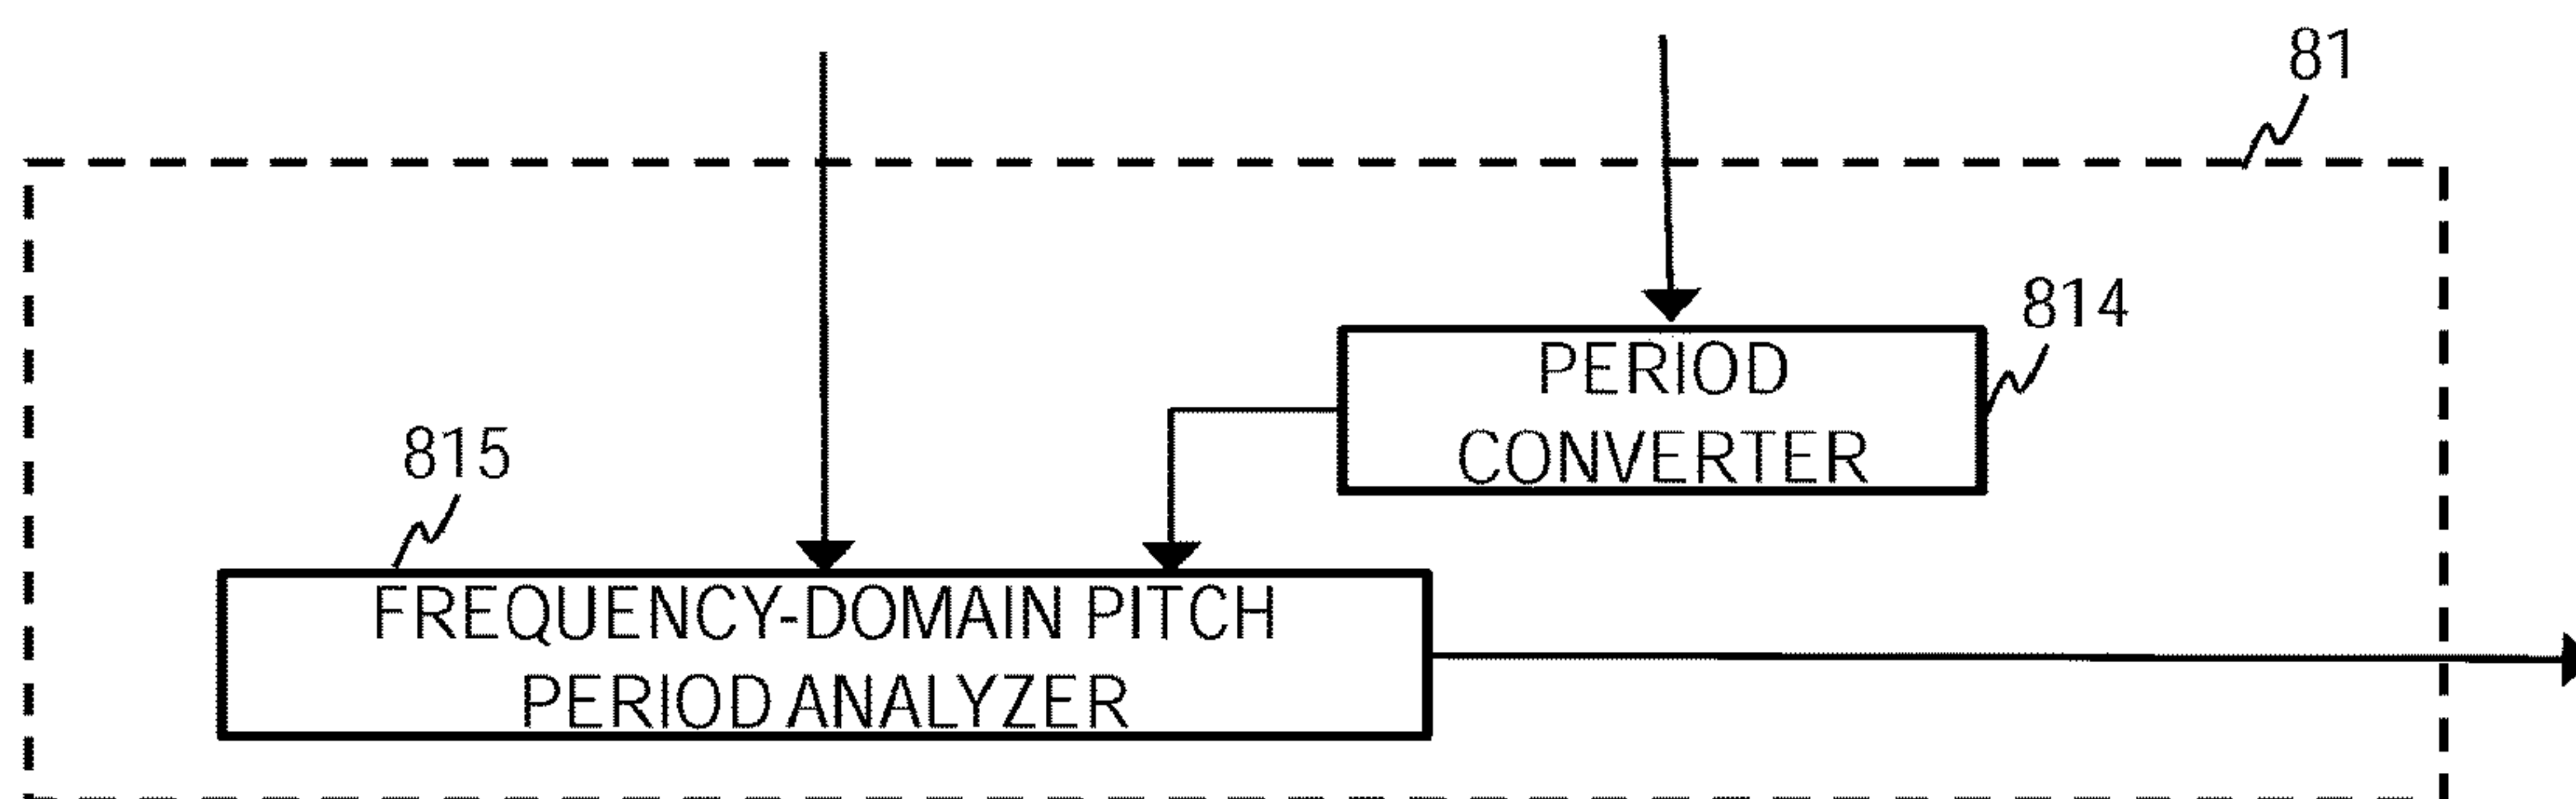 81
814
PERIOD
CONVERTER
815
FREQUENCY-DOMAIN PITCH
PERIOD ANALYZER